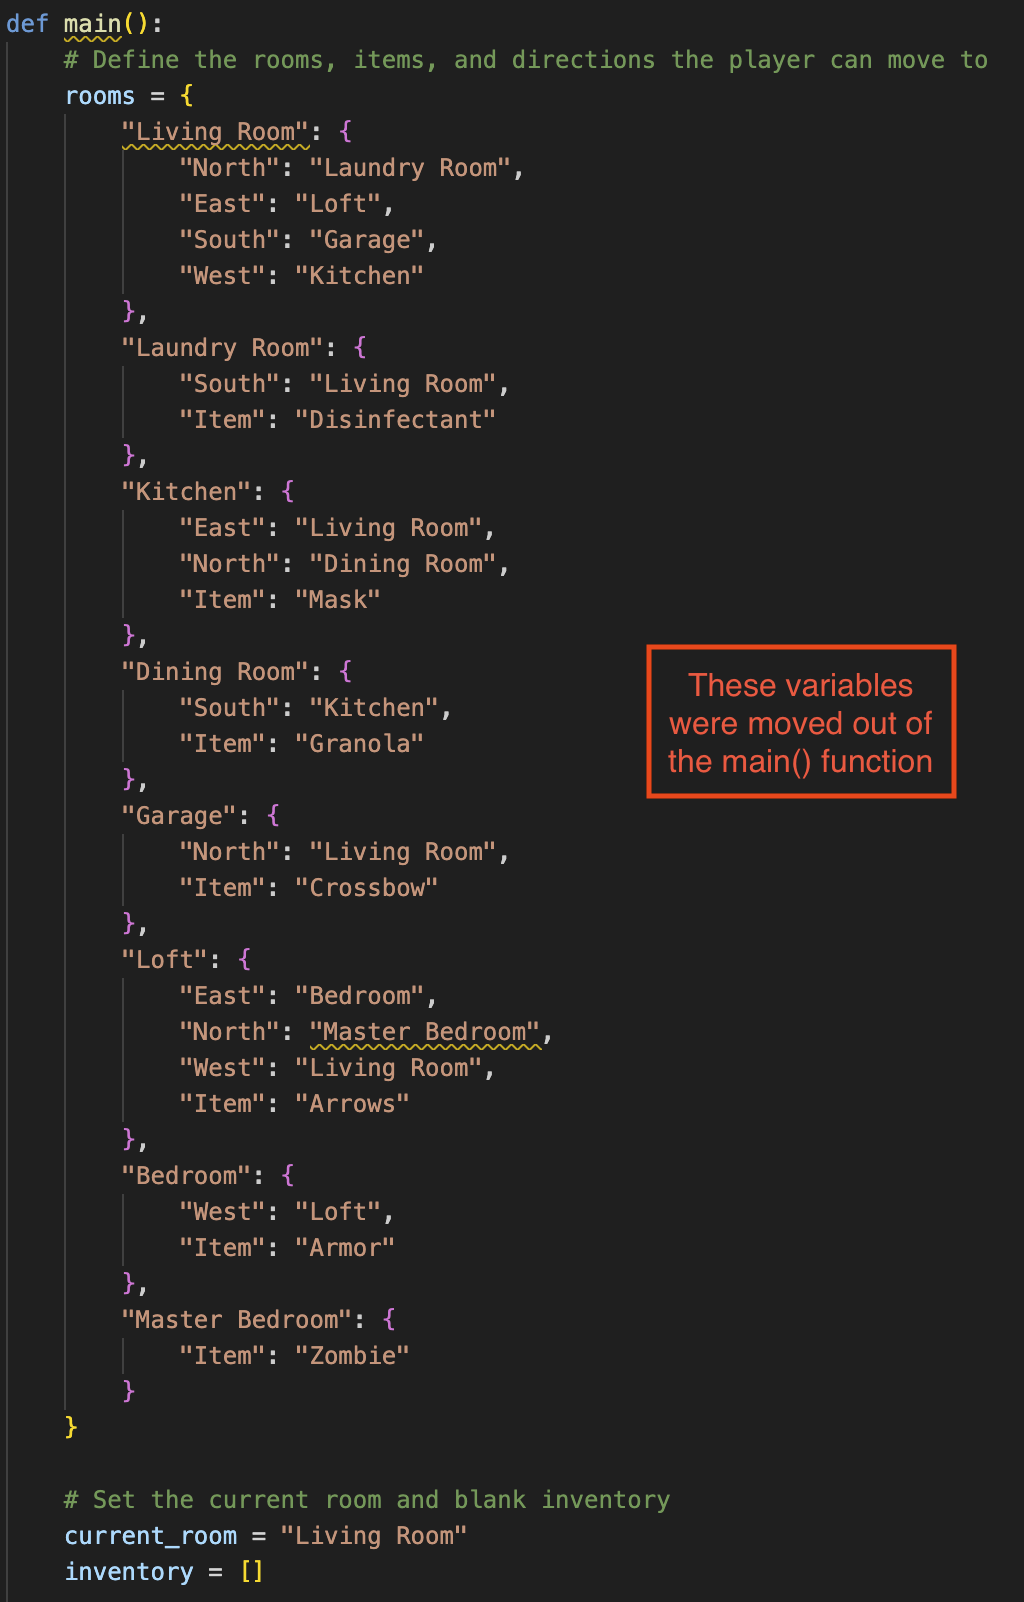 def main():
    # Define the rooms, items, and directions the player can move to
    rooms = {
        "Living Room": {
            "North": "Laundry Room",
            "East": "Loft",
            "South": "Garage",
            "West": "Kitchen"
        },
        "Laundry Room": {
            "South": "Living Room",
            "Item": "Disinfectant"
        },
        "Kitchen": {
            "East": "Living Room",
            "North": "Dining Room",
            "Item": "Mask"
        },
        "Dining Room": {
            "South": "Kitchen",
            "Item": "Granola"
        },
        "Garage": {
            "North": "Living Room",
            "Item": "Crossbow"
        },
        "Loft": {
            "East": "Bedroom",
            "North": "Master Bedroom",
            "West": "Living Room",
            "Item": "Arrows"
        },
        "Bedroom": {
            "West": "Loft",
            "Item": "Armor"
        },
        "Master Bedroom": {
            "Item": "Zombie"
        }
    }
    # Set the current room and blank inventory
    current_room = "Living Room"
    inventory = []
These variables
were moved out of
the main() function